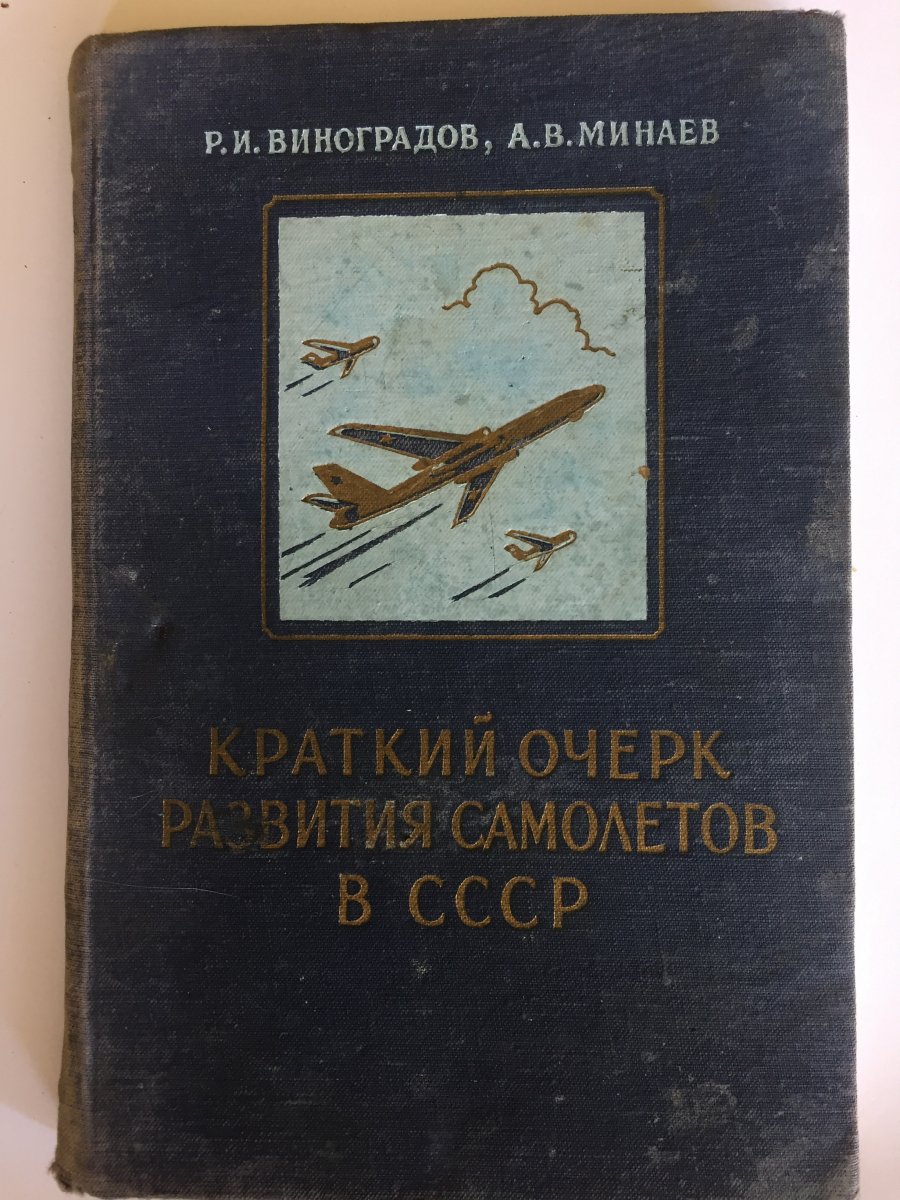 Р.И.ВИНОГРАДОВ, А.В.МИНАЕВ
КРАТКИЙ ОЧЕРК
РАЗВИТИЯ САМОЛЕТОВ
В СССР